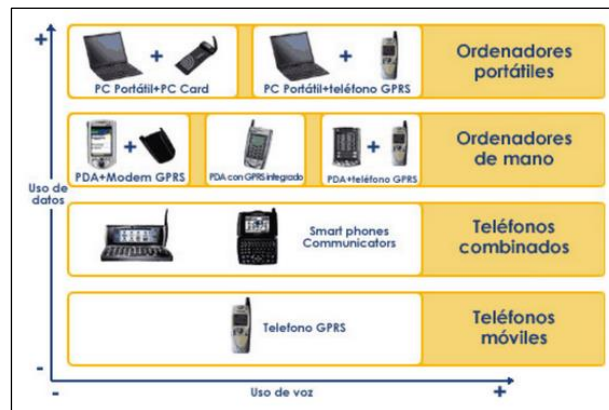 +
+
+
Ordenadores
portátiles
PC Portátil+PC Card
PC Portátil+teléfono GPRS
+
+
Ordenadores
de mano
PDA+Modem GPRS
PDA con GPRS integrado
PDA+teléfono GPRS
Uso de
datos
Smart phones
Communicators
Teléfonos
combinados
Telefono GPRS
Teléfonos
móviles
-
-
Uso de voz
+